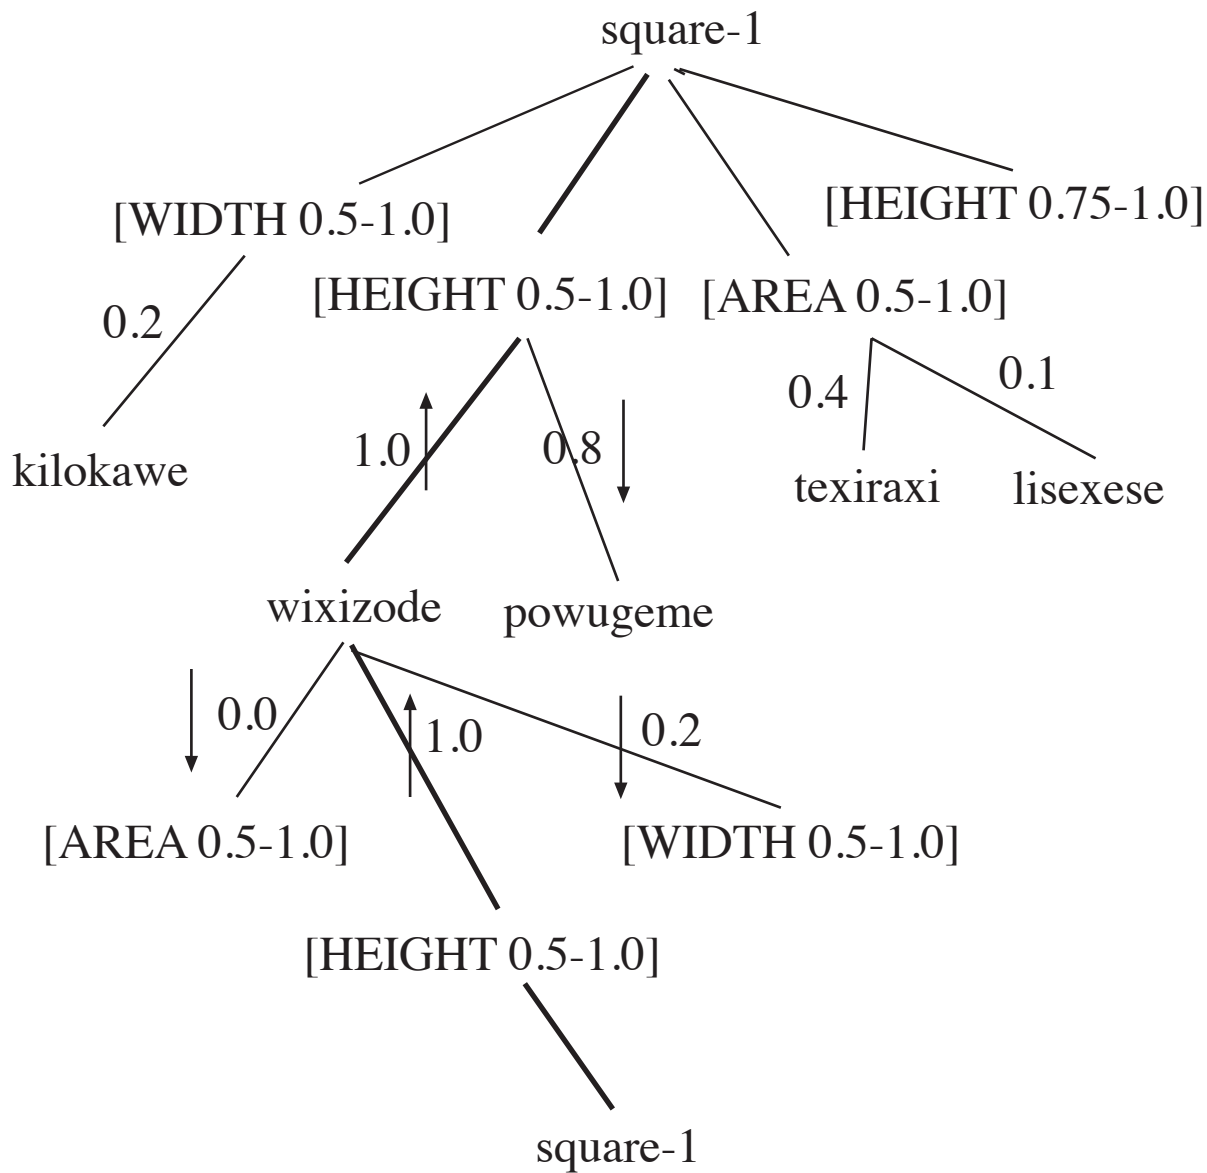 square-1
[WIDTH 0.5-1.0]
[HEIGHT 0.75-1.0]
[HEIGHT 0.5-1.0]
[AREA 0.5-1.0]
0.2
0.4
0.1
1.0
0.8
kilokawe
texiraxi
lisexese
wixizode
powugeme
0.0
1.0
0.2
[AREA 0.5-1.0]
[WIDTH 0.5-1.0]
[HEIGHT 0.5-1.0]
square-1